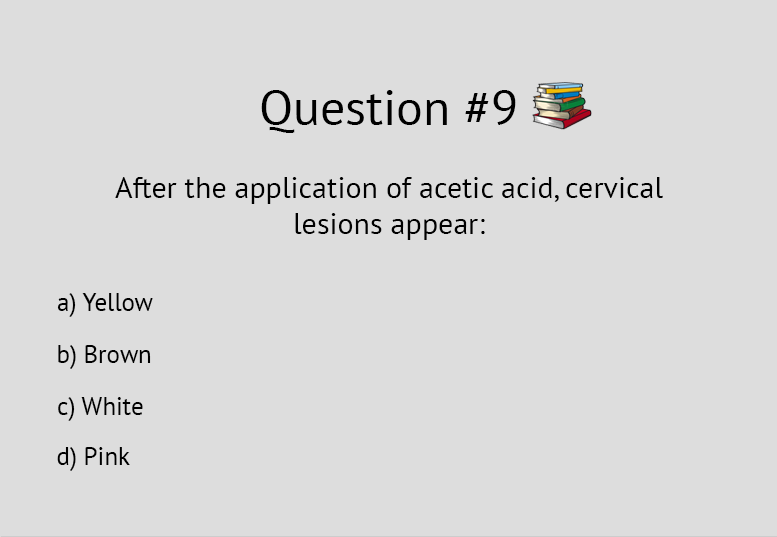 Question #9
After the application of acetic acid, cervical
lesions appear:
a) Yellow
b) Brown
c) White
d) Pink